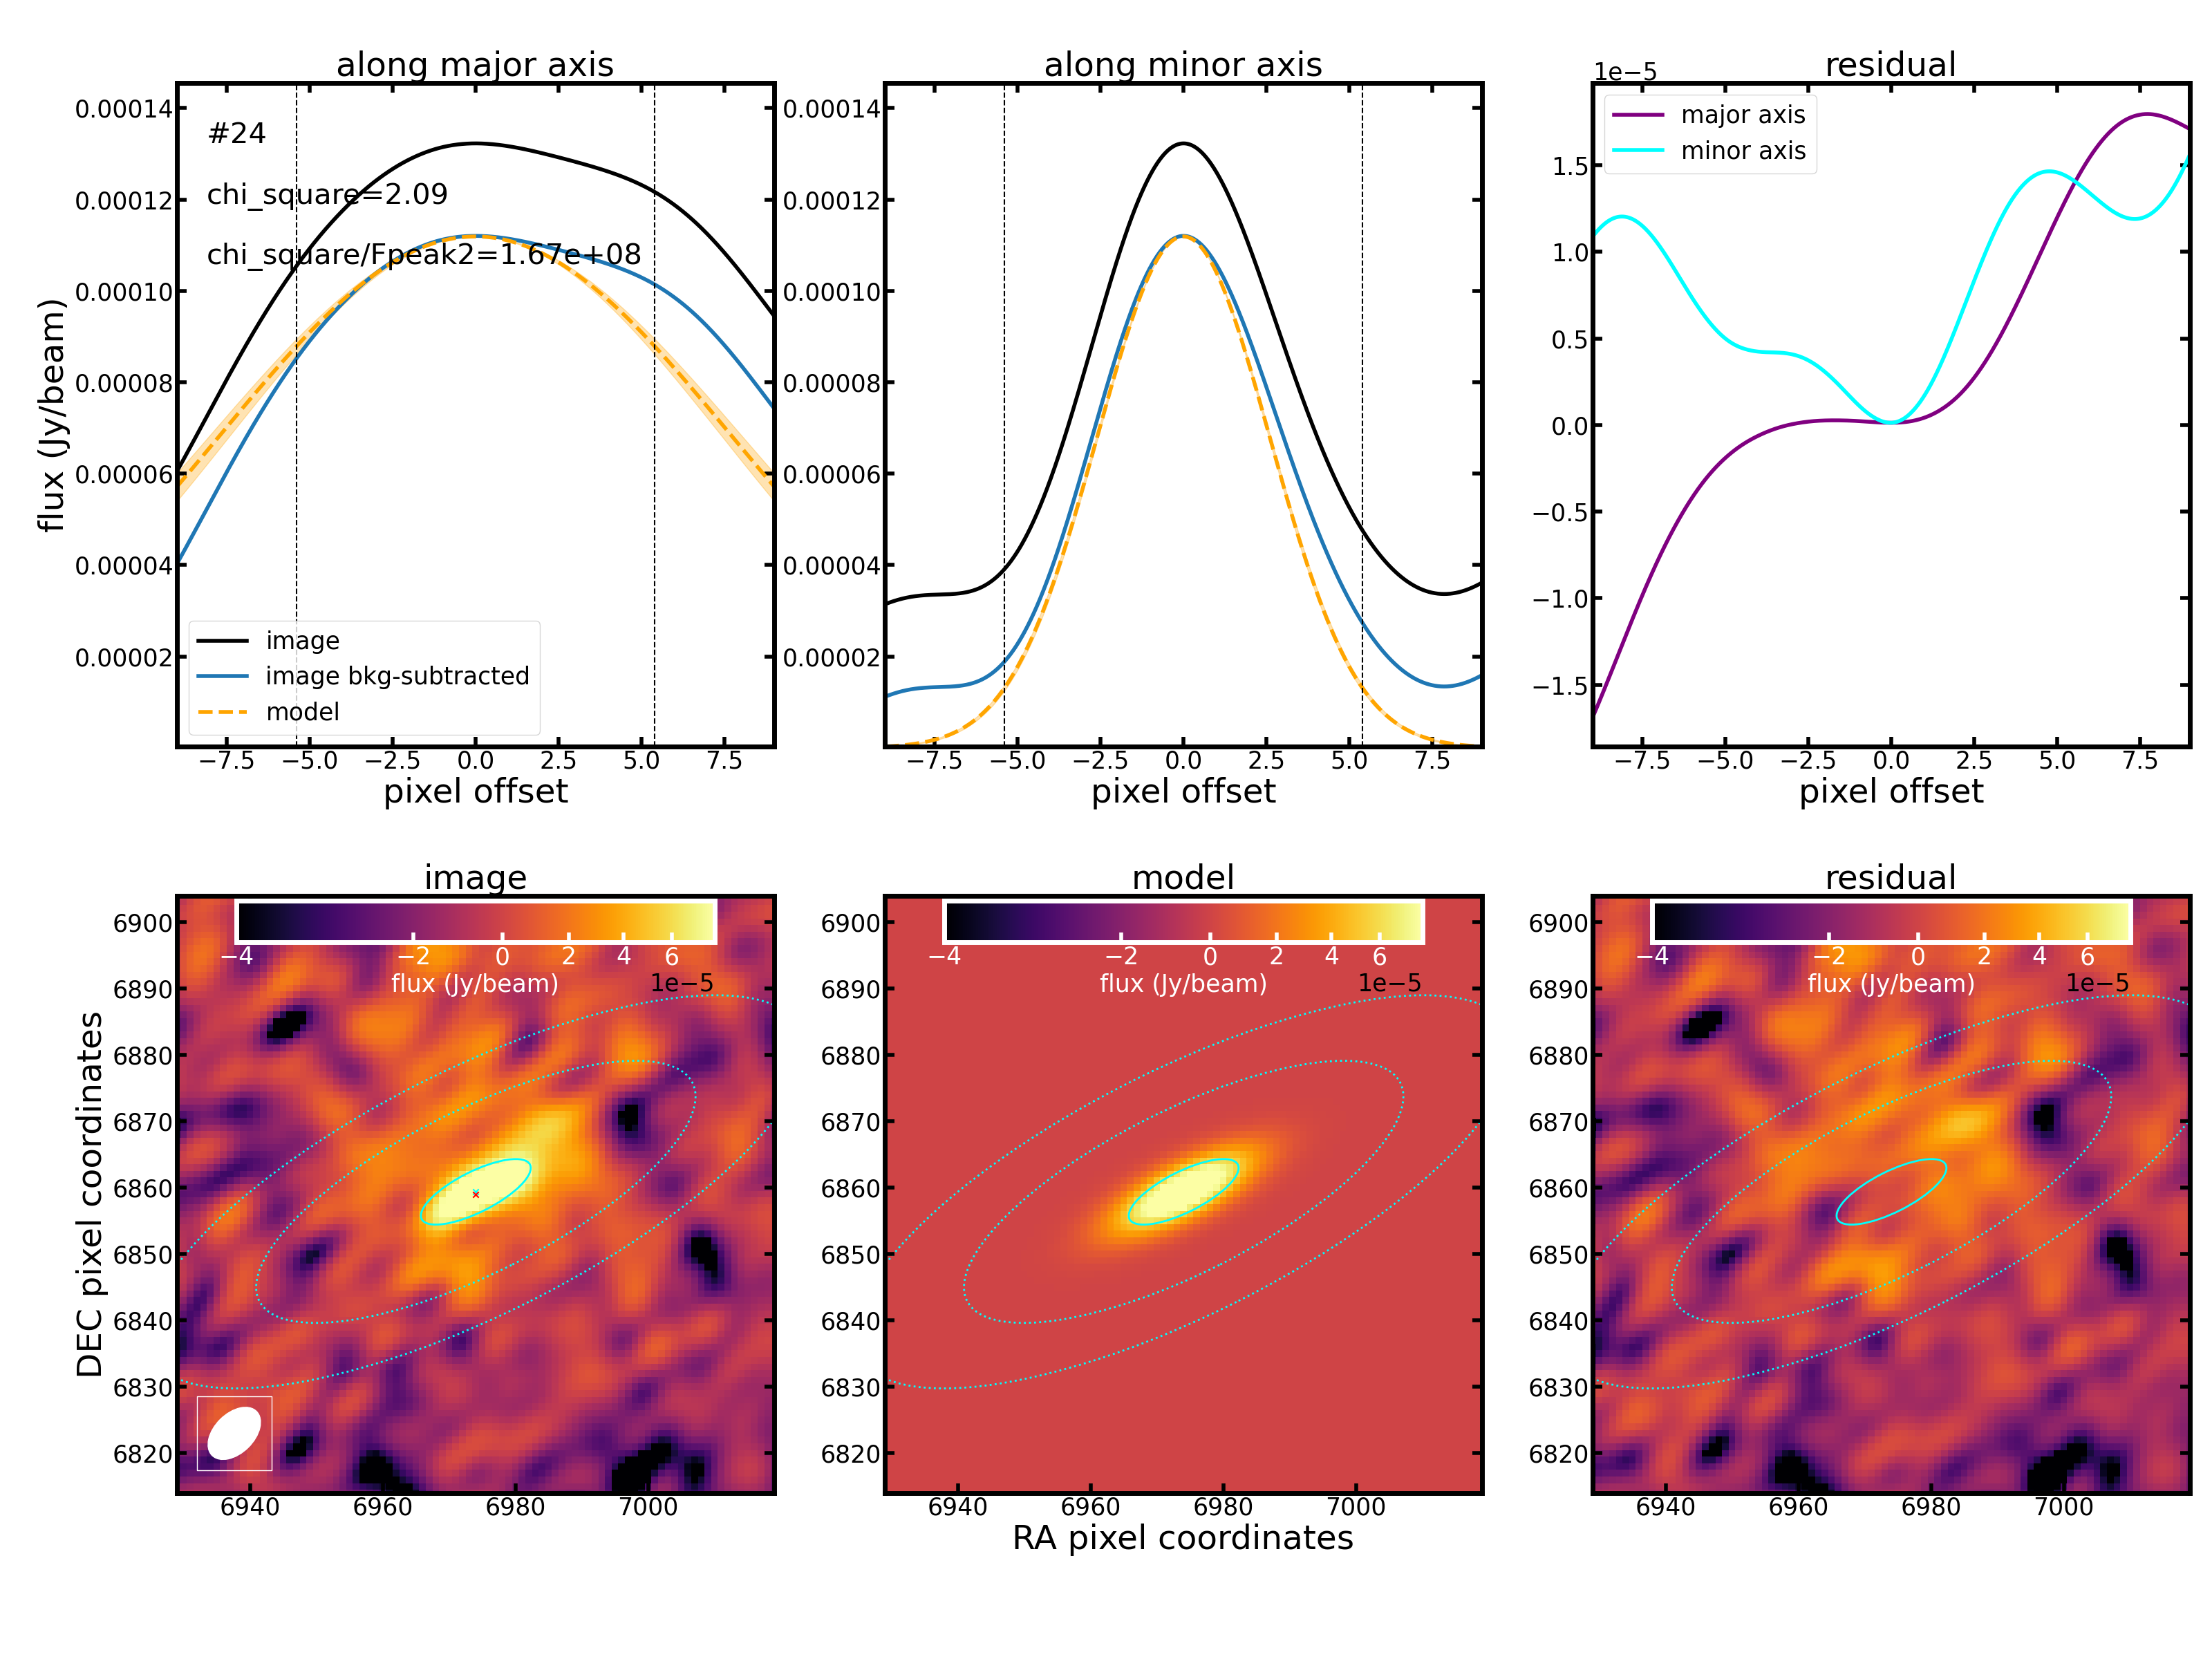 along major axis
along minor axis
residual
1e−5
#24
chi_square=2.09
chi_square/Fpeak2=1.67e+08
image
image bkg-subtracted
model
major axis
minor axis
flux (Jy/beam)
0.00014
0.00012
0.00010
0.00008
0.00006
0.00004
0.00002
0.00014
0.00012
0.00010
0.00008
0.00006
0.00004
0.00002
1.5
1.0
0.5
0.0
−0.5
−1.0
−1.5
−7.5 −5.0 −2.5 0.0 2.5 5.0 7.5
−7.5 −5.0 −2.5 0.0 2.5 5.0 7.5
−7.5 −5.0 −2.5 0.0 2.5 5.0 7.5
pixel offset
pixel offset
pixel offset
image
model
residual
−4 −2 0 2 4 6
flux (Jy/beam) 1e−5
−4 −2 0 2 4 6
flux (Jy/beam) 1e−5
−4 −2 0 2 4 6
flux (Jy/beam) 1e−5
DEC pixel coordinates
6900
6890
6880
6870
6860
6850
6840
6830
6820
6900
6890
6880
6870
6860
6850
6840
6830
6820
6900
6890
6880
6870
6860
6850
6840
6830
6820
6940 6960 6980 7000
6940 6960 6980 7000
6940 6960 6980 7000
RA pixel coordinates